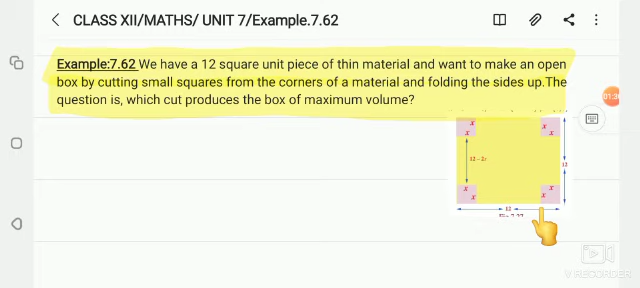 CLASS XII/MATHS/ UNIT 7/Example.7.62
Example:7.62 We have a 12 square unit piece of thin material and want to make an open
box by cutting small squares from the corners of a material and folding the sides up.The
question is, which cut produces the box of maximum volume?
01:3
x x
x x
12 − 2x
12
x x
x x
12
RECORDER